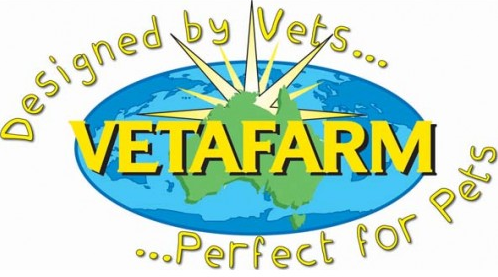 Designed by Vets...
VETAFARM
...Perfect for Pets